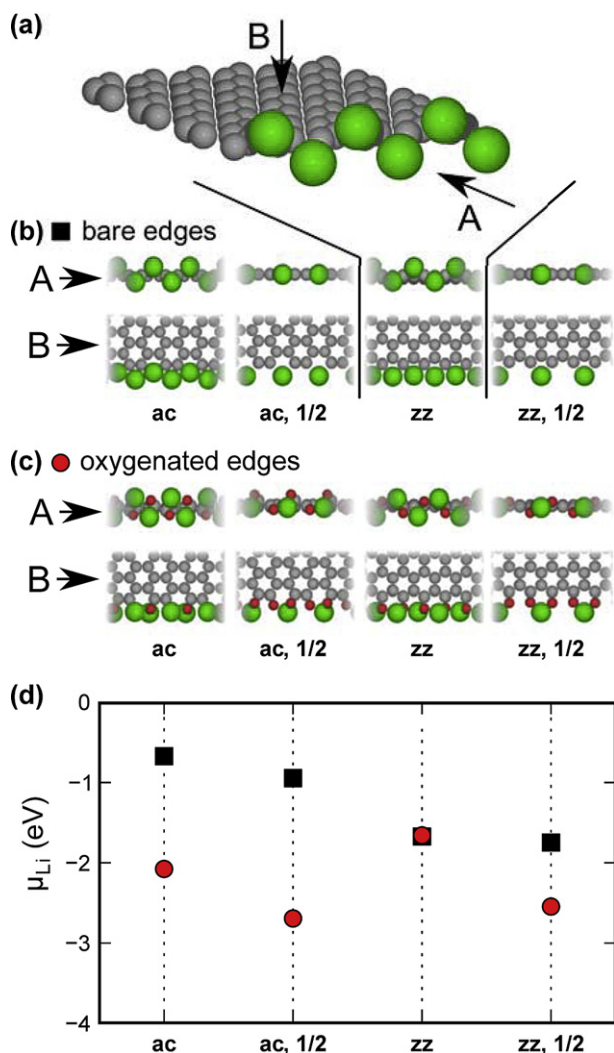 (a)
B
A
(b) ■ bare edges
A
B
ac ac, 1/2 zz zz, 1/2
(c) ● oxygenated edges
A
B
ac ac, 1/2 zz zz, 1/2
(d)
0
−1
−2
−3
−4
μLi (eV)
ac ac, 1/2 zz zz, 1/2